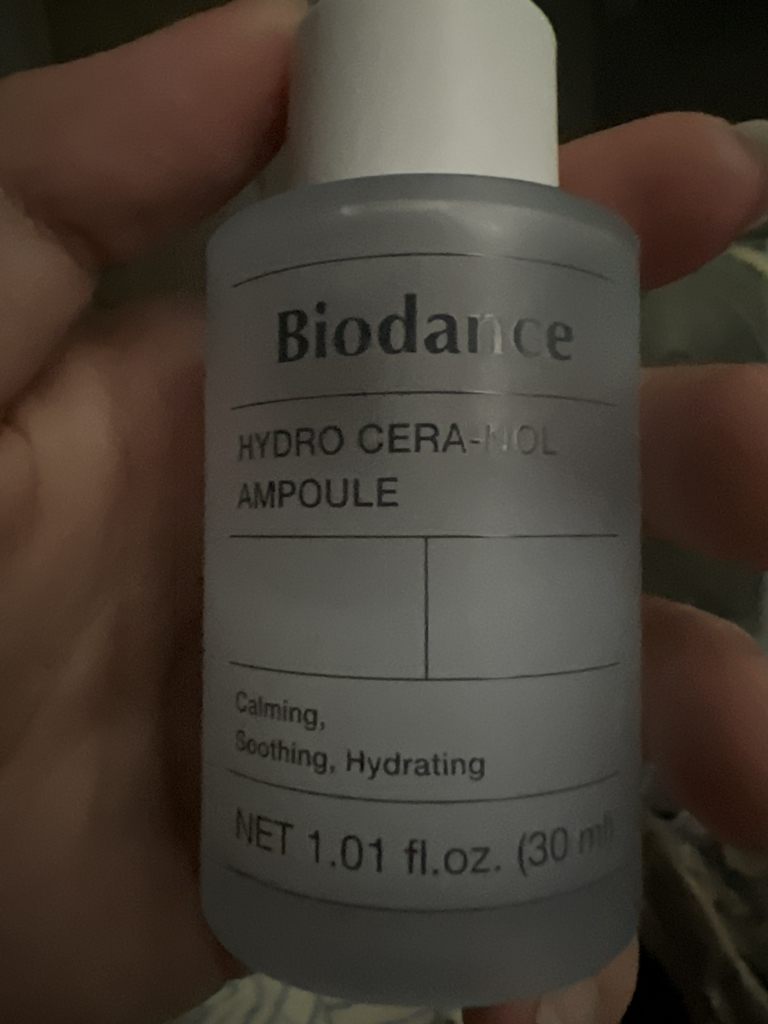 Biodance
HYDRO CERA-NOL
AMPOULE
Calming,
Soothing, Hydrating
NET 1.01 fl.oz. (30 ml)